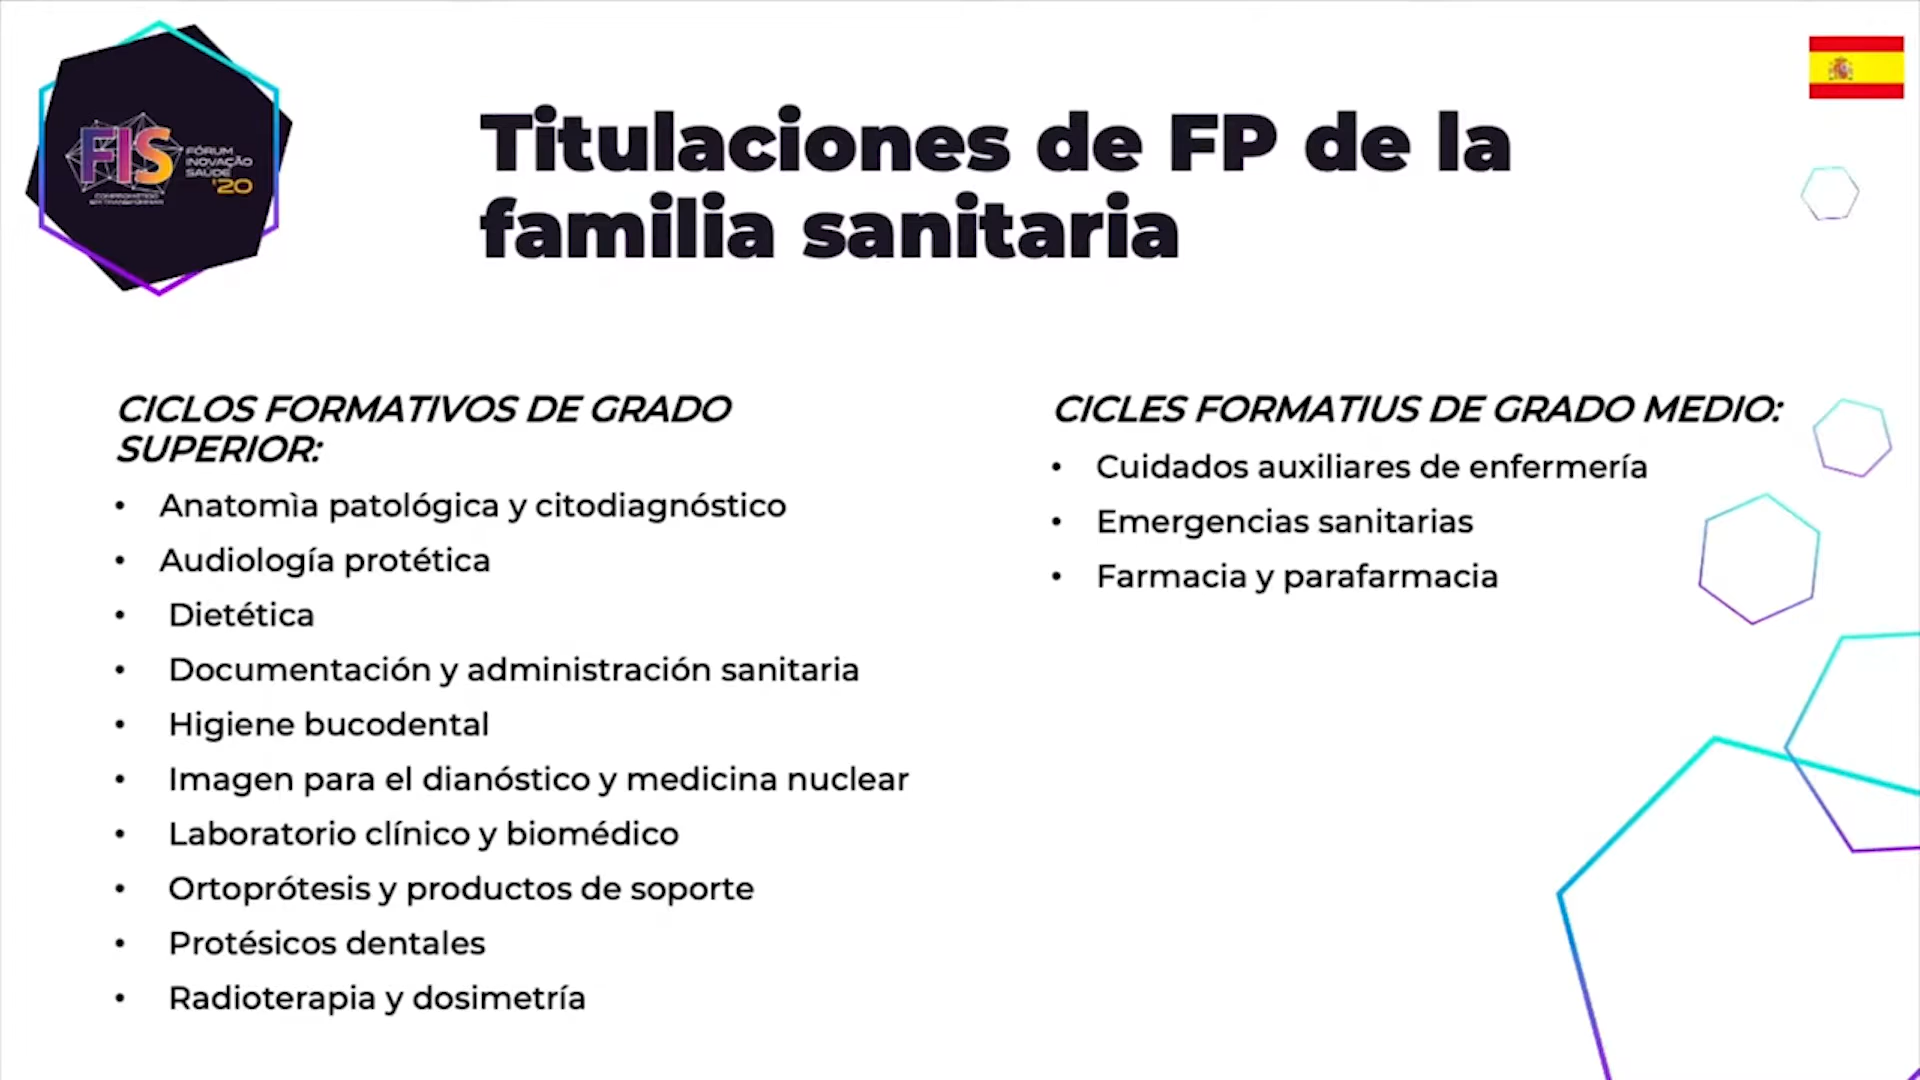 FIS
FÓRUM
INOVAÇÃO
SAÚDE
'20
COMPROMETIDO
EM TRANSFORMAR
Titulaciones de FP de la
familia sanitaria
CICLOS FORMATIVOS DE GRADO
SUPERIOR:
• Anatomìa patológica y citodiagnóstico
• Audiología protética
• Dietética
• Documentación y administración sanitaria
• Higiene bucodental
• Imagen para el dianóstico y medicina nuclear
• Laboratorio clínico y biomédico
• Ortoprótesis y productos de soporte
• Protésicos dentales
• Radioterapia y dosimetría
CICLES FORMATIUS DE GRADO MEDIO:
• Cuidados auxiliares de enfermería
• Emergencias sanitarias
• Farmacia y parafarmacia